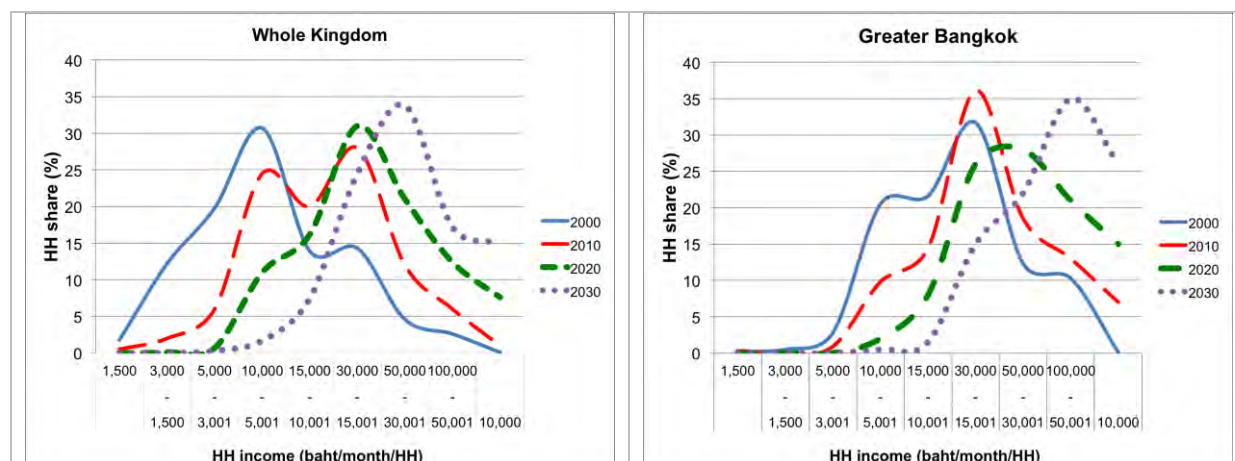 Whole Kingdom
HH share (%)
40
35
30
25
20
15
10
5
0
1,500 3,000 5,000 10,000 15,000 30,000 50,000 100,000
- - - - - - -
1,500 3,001 5,001 10,001 15,001 30,001 50,001 10,000
HH income (baht/month/HH)
2000
2010
2020
2030
Greater Bangkok
HH share (%)
40
35
30
25
20
15
10
5
0
1,500 3,000 5,000 10,000 15,000 30,000 50,000 100,000
- - - - - - -
1,500 3,001 5,001 10,001 15,001 30,001 50,001 10,000
HH income (baht/month/HH)
2000
2010
2020
2030